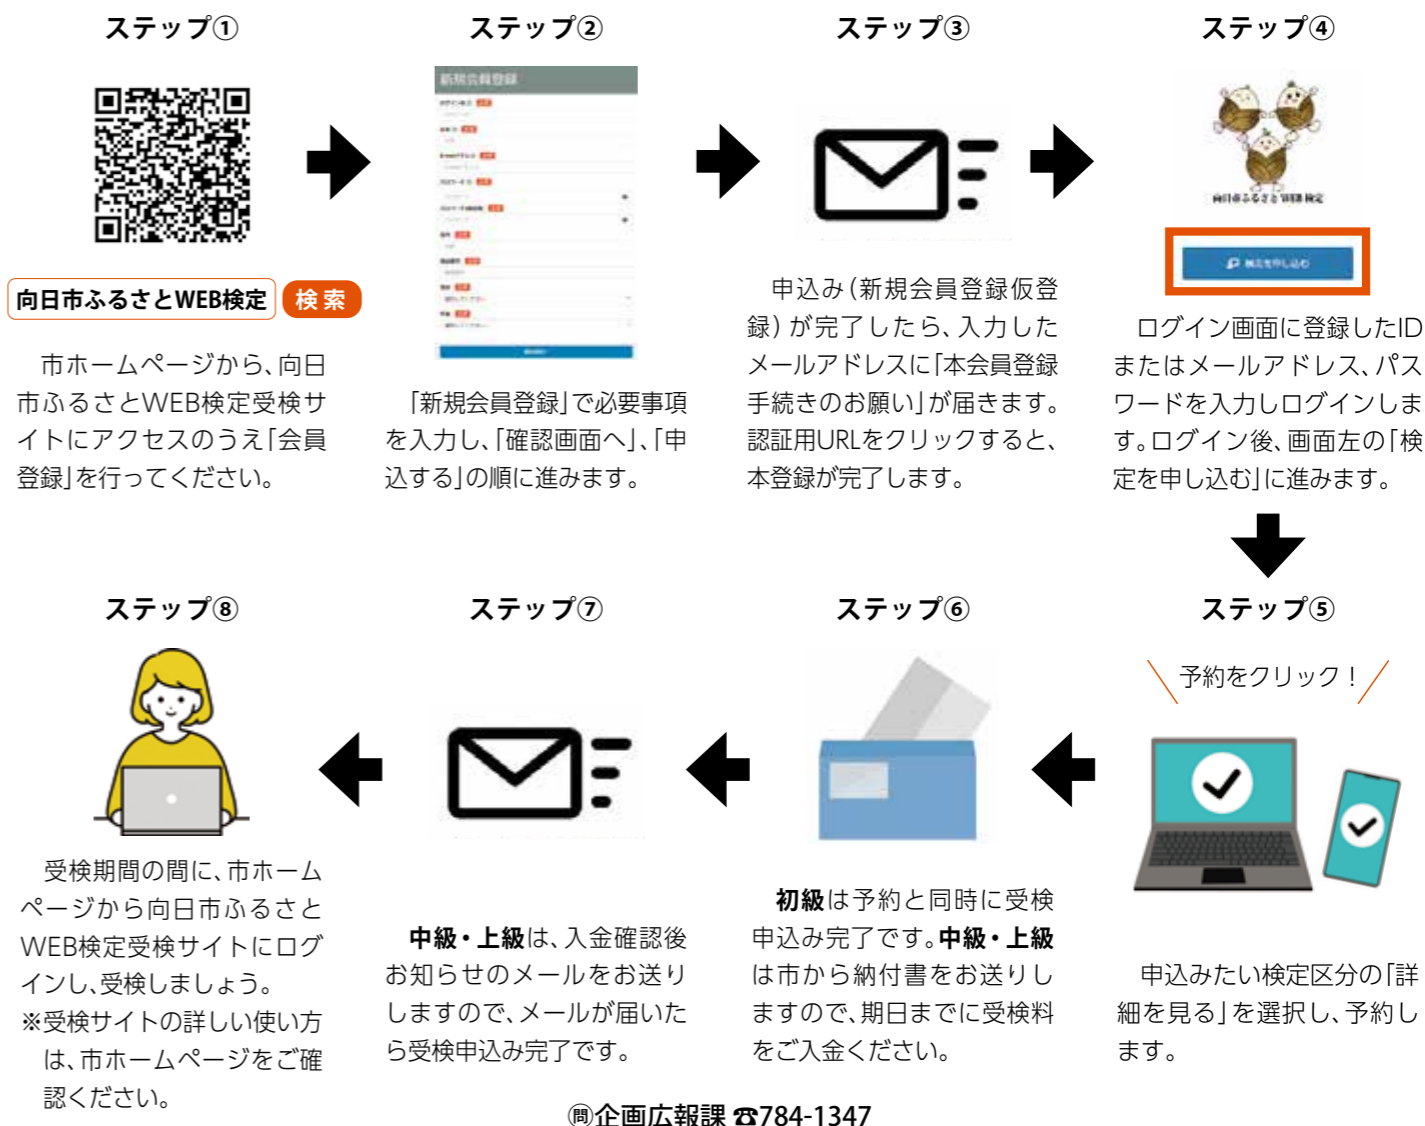 ステップ①
向日市ふるさとWEB検定 検索
市ホームページから、向日
市ふるさとWEB検定受検サ
イトにアクセスのうえ「会員
登録」を行ってください。
ステップ②
新規会員登録
「新規会員登録」で必要事項
を入力し、「確認画面へ」、「申
込する」の順に進みます。
ステップ③
申込み(新規会員登録仮登
録)が完了したら、入力した
メールアドレスに「本会員登録
手続きのお願い」が届きます。
認証用URLをクリックすると、
本登録が完了します。
ステップ④
向日市ふるさとWEB検定
検定を申し込む
ログイン画面に登録したID
またはメールアドレス、パス
ワードを入力しログインしま
す。ログイン後、画面左の「検
定を申し込む」に進みます。
ステップ⑤
予約をクリック!
申込みたい検定区分の「詳
細を見る」を選択し、予約し
ます。
ステップ⑥
初級は予約と同時に受検
申込み完了です。中級・上級
は市から納付書をお送りし
ますので、期日までに受検料
をご入金ください。
ステップ⑦
中級・上級は、入金確認後
お知らせのメールをお送り
しますので、メールが届いた
ら受検申込み完了です。
ステップ⑧
受検期間の間に、市ホーム
ページから向日市ふるさと
WEB検定受検サイトにログ
インし、受検しましょう。
※受検サイトの詳しい使い方
は、市ホームページをご確
認ください。
㉄企画広報課 ☎784-1347